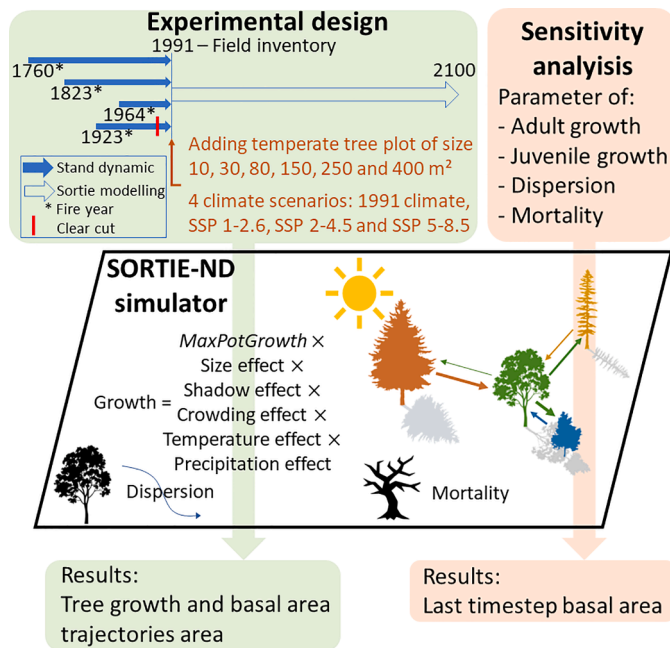 Experimental design
1991 – Field inventory
1760*
2100
1823*
1964*
1923*
Stand dynamic
Sortie modelling
* Fire year
Clear cut
Adding temperate tree plot of size
10, 30, 80, 150, 250 and 400 m²
4 climate scenarios: 1991 climate,
SSP 1-2.6, SSP 2-4.5 and SSP 5-8.5
Sensitivity
analyisis
Parameter of:
- Adult growth
- Juvenile growth
- Dispersion
- Mortality
SORTIE-ND
simulator
Growth =
MaxPotGrowth ×
Size effect ×
Shadow effect ×
Crowding effect ×
Temperature effect ×
Precipitation effect
Dispersion
Mortality
Results:
Tree growth and basal area
trajectories area
Results:
Last timestep basal area